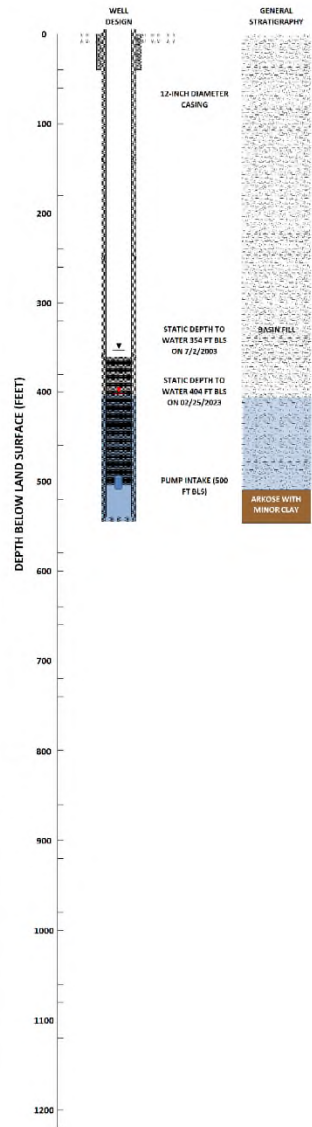 WELL
DESIGN
GENERAL
STRATIGRAPHY
DEPTH BELOW LAND SURFACE (FEET)
0
100
200
300
400
500
600
700
800
900
1000
1100
1200
12-INCH DIAMETER
CASING
STATIC DEPTH TO
WATER 354 FT BLS
ON 7/2/2003
STATIC DEPTH TO
WATER 404 FT BLS
ON 02/25/2023
PUMP INTAKE (500
FT BLS)
BASIN FILL
ARKOSE WITH
MINOR CLAY